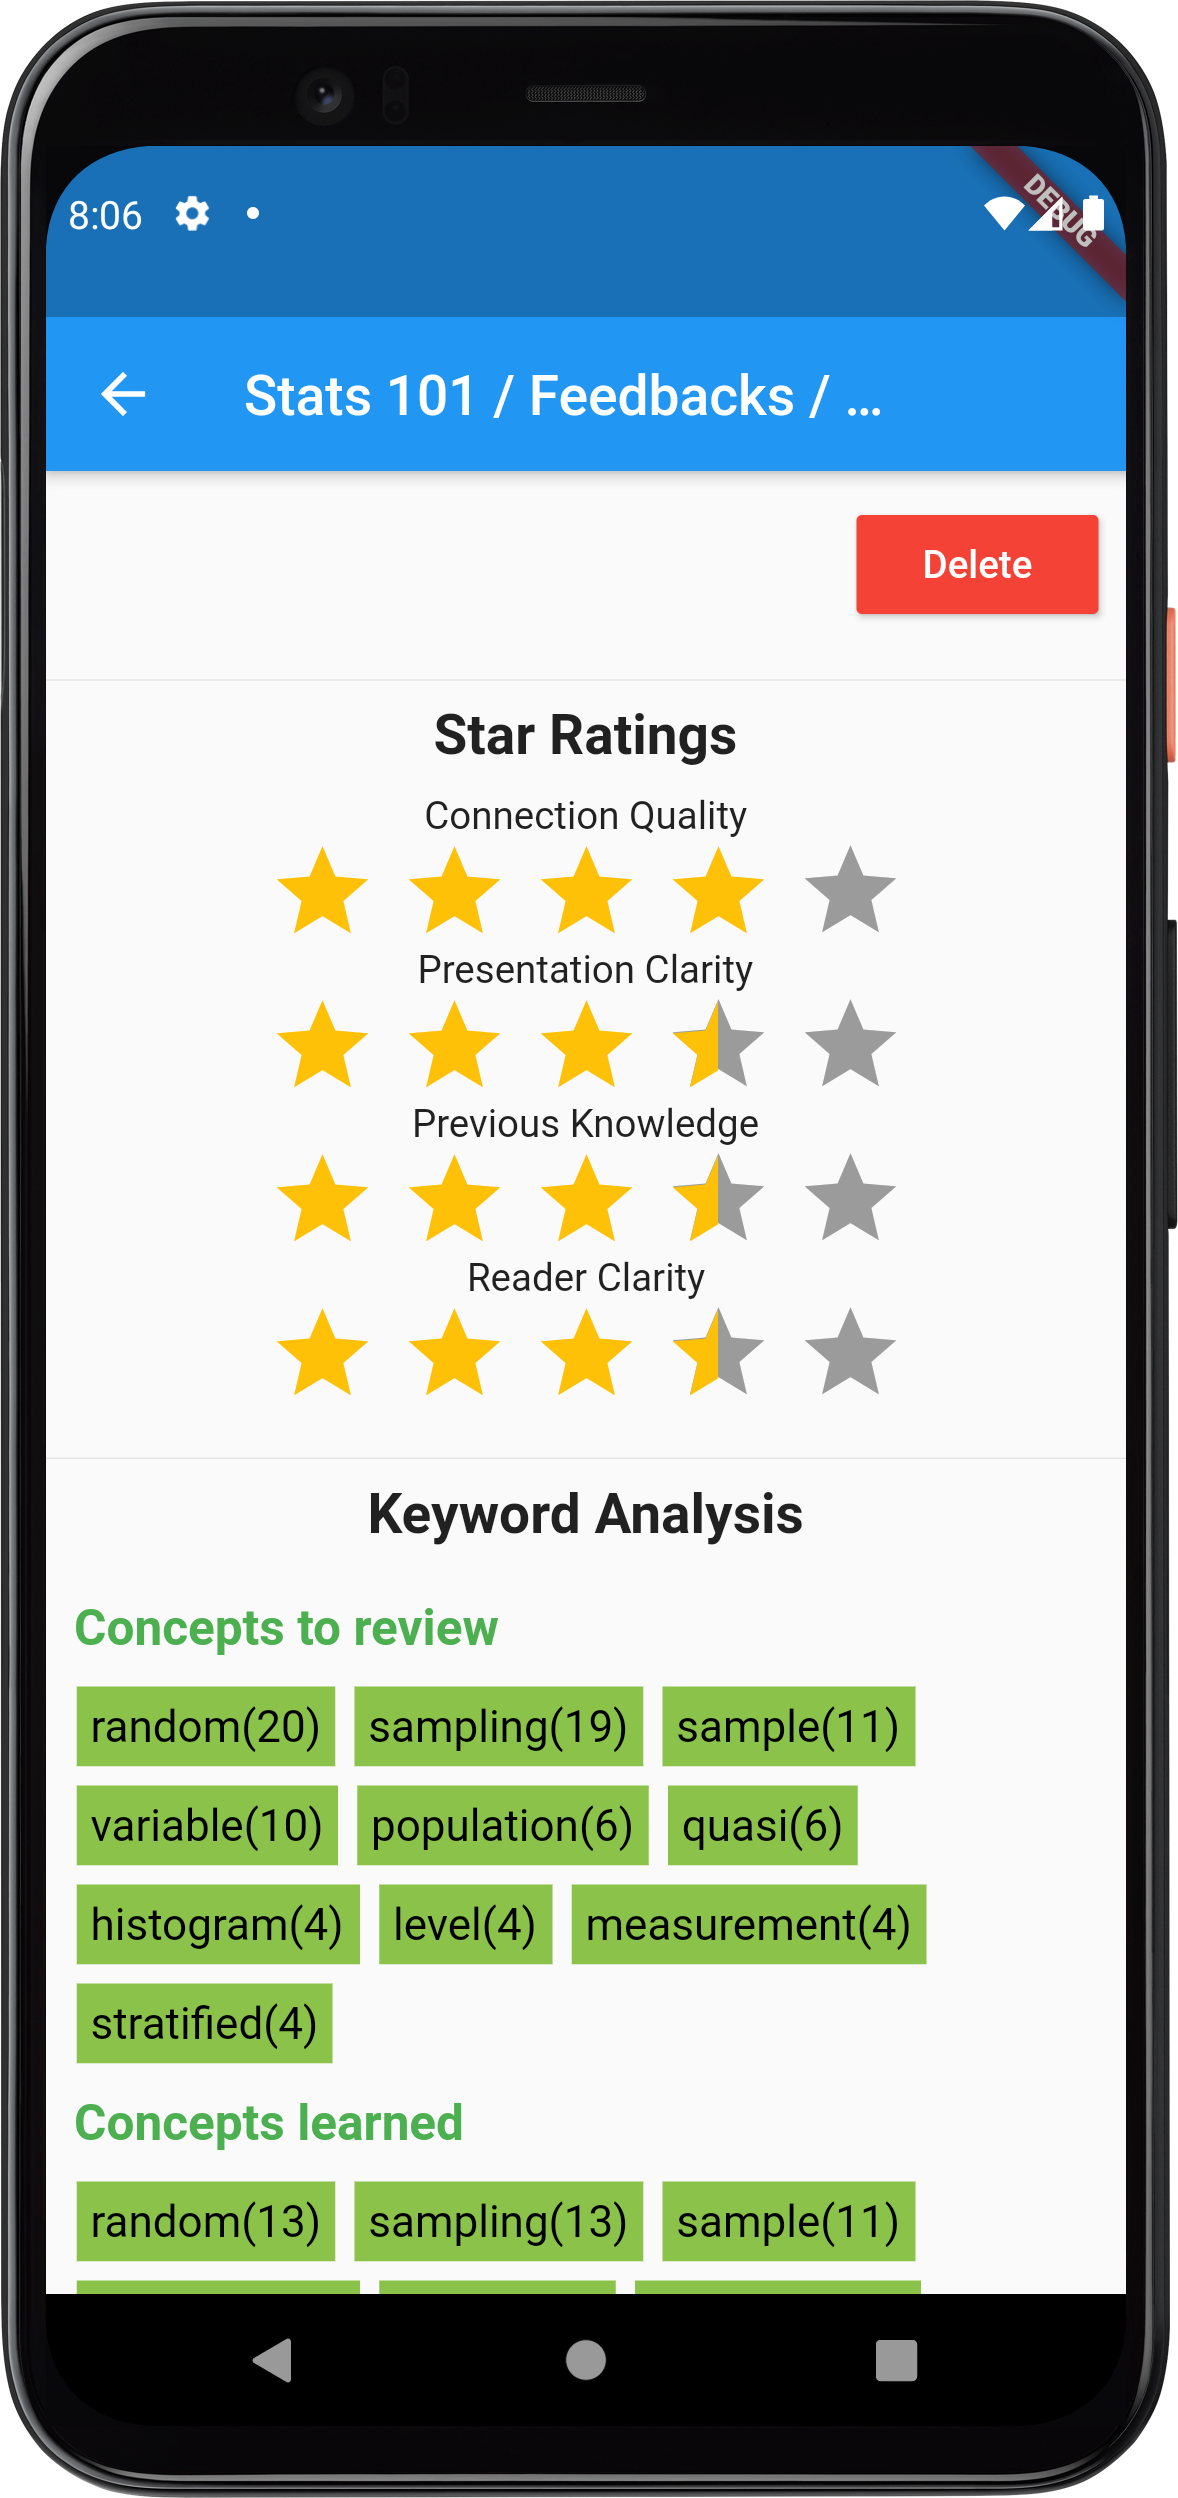 8:06
DEBUG
Stats 101 / Feedbacks / ...
Delete
Star Ratings
Connection Quality
Presentation Clarity
Previous Knowledge
Reader Clarity
Keyword Analysis
Concepts to review
random(20) sampling(19) sample(11)
variable(10) population(6) quasi(6)
histogram(4) level(4) measurement(4)
stratified(4)
Concepts learned
random(13) sampling(13) sample(11)